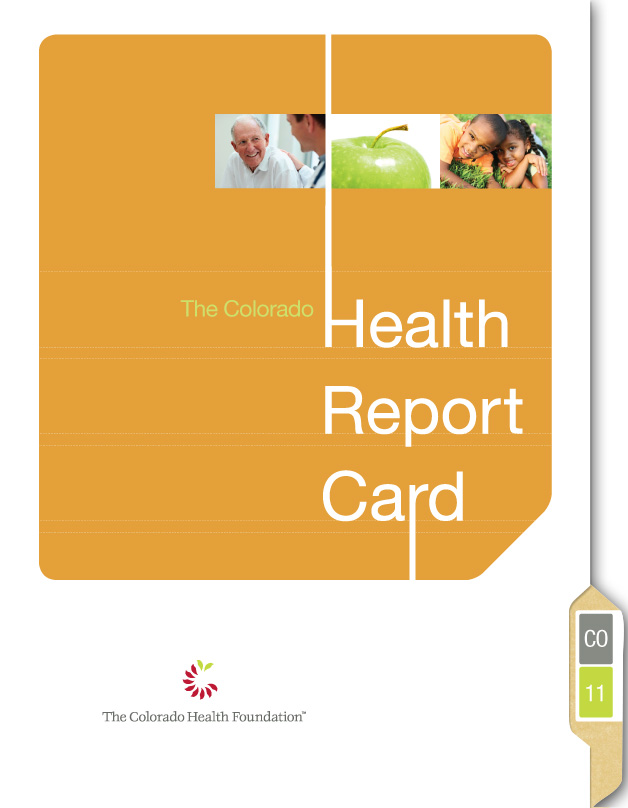 The Colorado
Health
Report
Card
CO
11
The Colorado Health Foundation™